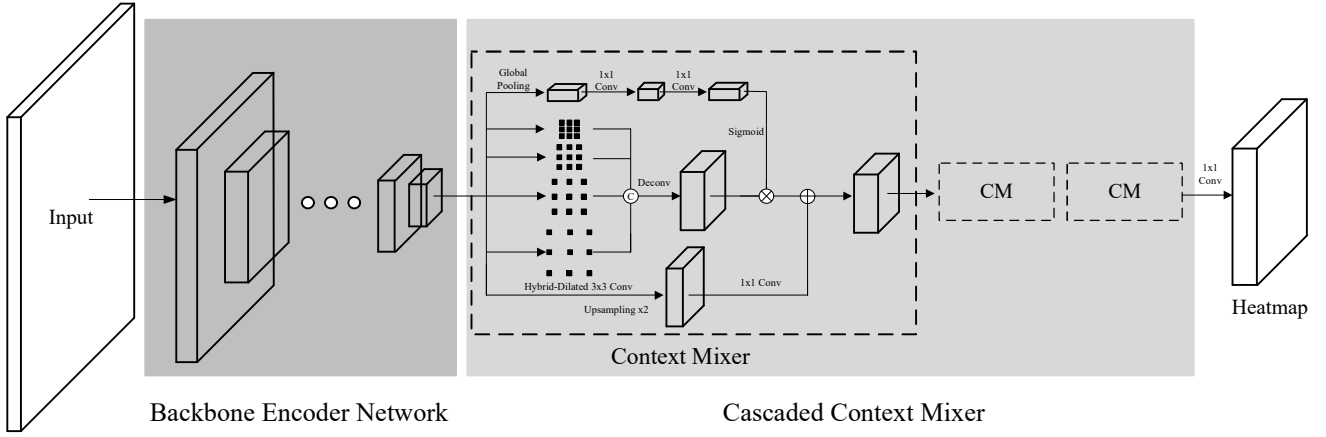 Input
Global
Pooling
1x1
Conv
1x1
Conv
Sigmoid
C
Deconv
Hybrid-Dilated 3x3 Conv
Upsampling x2
1x1 Conv
Context Mixer
CM
CM
1x1
Conv
Heatmap
Backbone Encoder Network
Cascaded Context Mixer